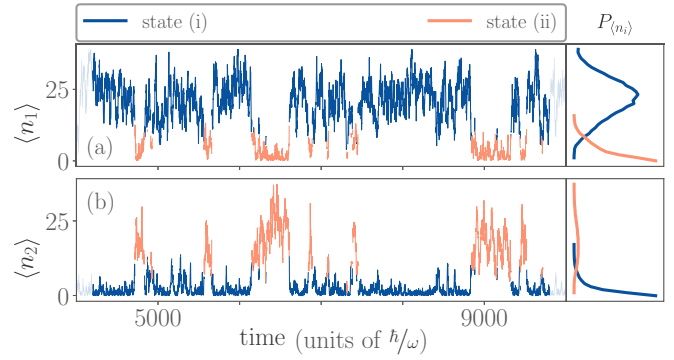 state (i) state (ii) P⟨nᵢ⟩
⟨n₁⟩ 25 (a)
0
⟨n₂⟩ 25 (b)
0
5000 9000
time (units of ℏ/ω)